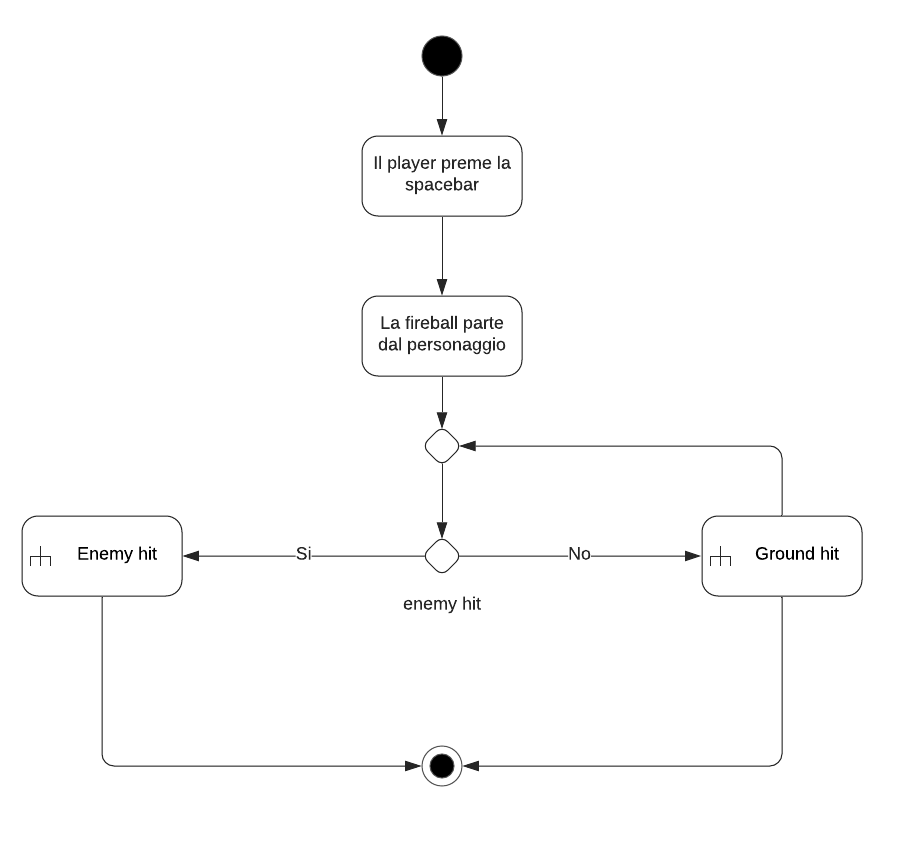 Il player preme la
spacebar
La fireball parte
dal personaggio
Enemy hit
Si
No
Ground hit
enemy hit